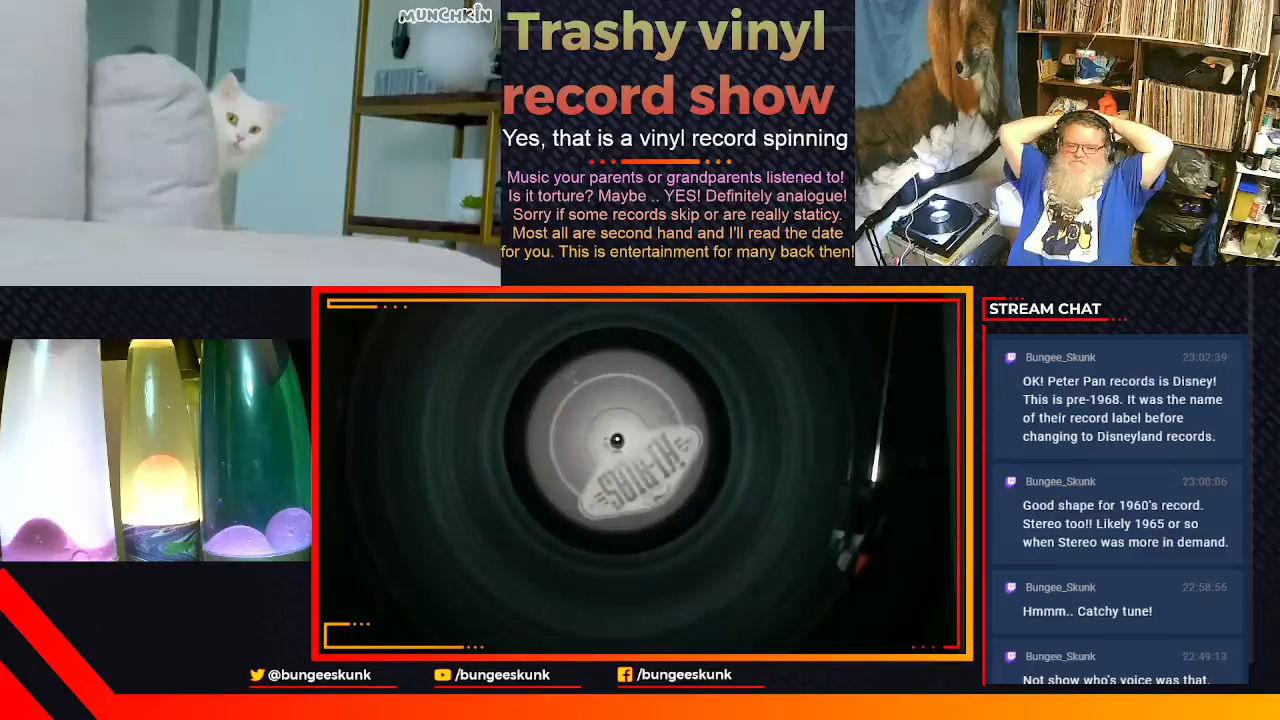 MUNCHKIN
Trashy vinyl
record show
Yes, that is a vinyl record spinning
Music your parents or grandparents listened to!
Is it torture? Maybe .. YES! Definitely analogue!
Sorry if some records skip or are really staticy.
Most all are second hand and I'll read the date
for you. This is entertainment for many back then!
STREAM CHAT
Bungee_Skunk 23:02:39
OK! Peter Pan records is Disney!
This is pre-1968. It was the name
of their record label before
changing to Disneyland records.
Bungee_Skunk 23:00:06
Good shape for 1960's record.
Stereo too!! Likely 1965 or so
when Stereo was more in demand.
Bungee_Skunk 22:58:56
Hmmm.. Catchy tune!
Bungee_Skunk 22:49:13
Not show who's voice was that.
@bungeeskunk
/bungeeskunk
/bungeeskunk